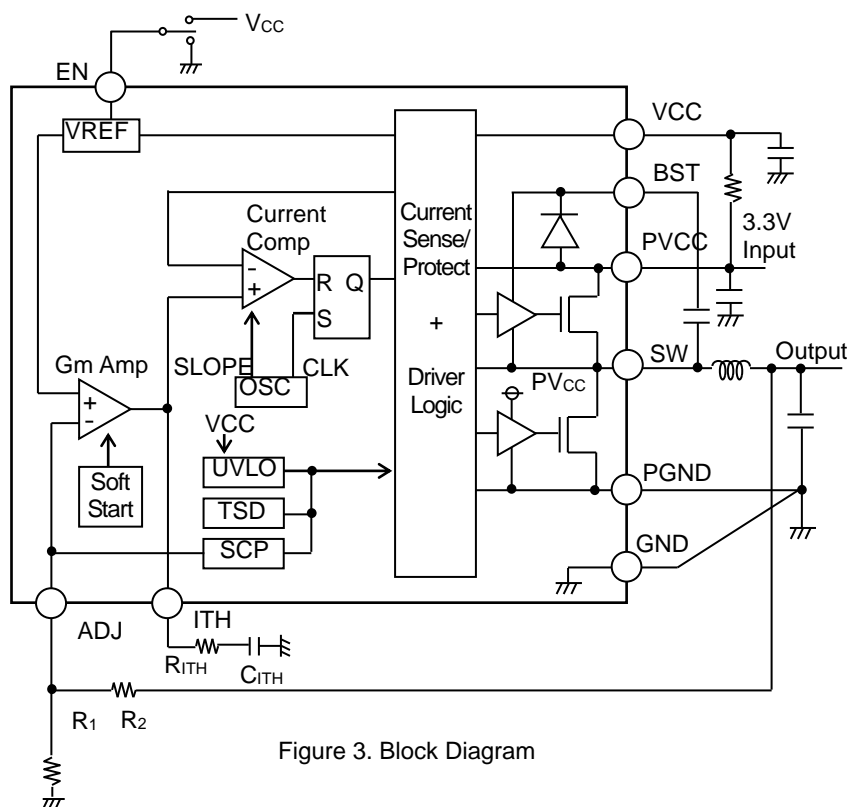 VCC
EN
VREF
VCC
BST
Current
Comp
Current
Sense/
Protect
+
Driver
Logic
3.3V
Input
PVCC
-
+
R Q
S
SLOPE
OSC
CLK
Gm Amp
+
-
SW
Output
PVCC
VCC
UVLO
Soft
Start
TSD
SCP
PGND
GND
ADJ
ITH
RITH
CITH
R1
R2
Figure 3. Block Diagram